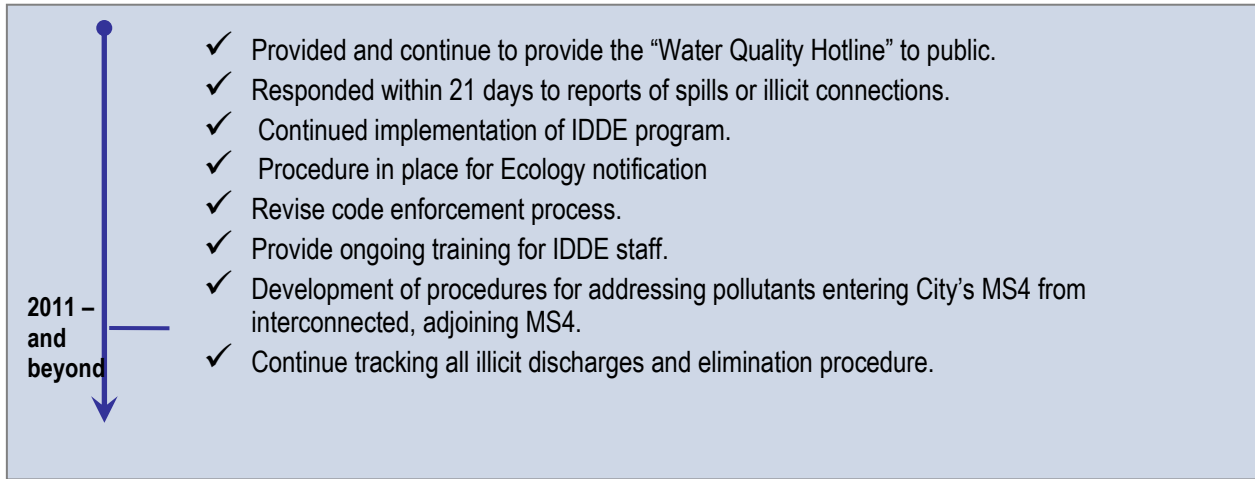 ✓ Provided and continue to provide the “Water Quality Hotline” to public.
✓ Responded within 21 days to reports of spills or illicit connections.
✓ Continued implementation of IDDE program.
✓ Procedure in place for Ecology notification
✓ Revise code enforcement process.
✓ Provide ongoing training for IDDE staff.
✓ Development of procedures for addressing pollutants entering City’s MS4 from
interconnected, adjoining MS4.
✓ Continue tracking all illicit discharges and elimination procedure.
2011 –
and
beyond